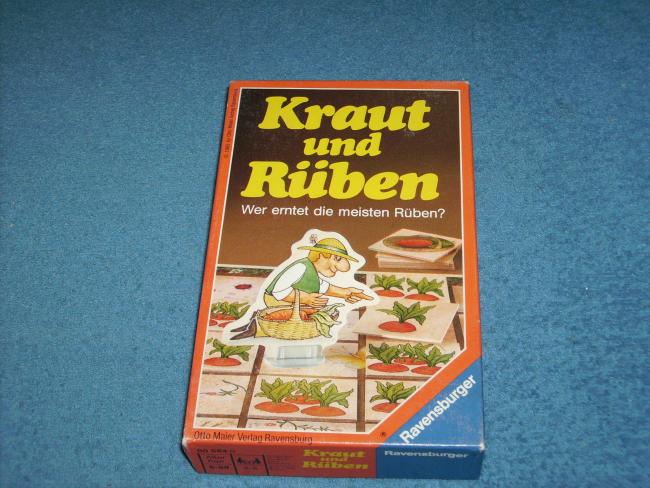 Kraut
und
Rüben
Wer erntet die meisten Rüben?
Ravensburger
Otto Maier Verlag Ravensburg
Kraut
und
Rüben
Ravensburger